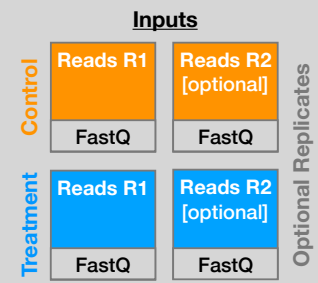 Inputs
Control
Reads R1
FastQ
Reads R2
[optional]
FastQ
Treatment
Reads R1
FastQ
Reads R2
[optional]
FastQ
Optional Replicates